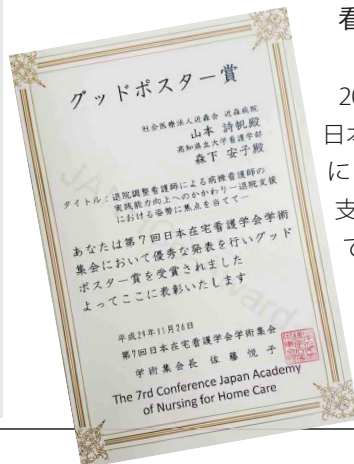 グッドポスター賞
社会医療法人近森会 近森病院
山本 詩帆殿
高知県立大学看護学部
森下 安子殿
タイトル：退院調整看護師による病棟看護師の
実践能力向上へのかかわり―退院支援
における姿勢に焦点を当てて―
あなたは第7回日本在宅看護学会学術
集会において優秀な発表を行いグッド
ポスター賞を受賞されました
よってここに表彰いたします
平成29年11月26日
第7回日本在宅看護学会学術集会
学術集会長 佐藤 悦子
The 7rd Conference Japan Academy
of Nursing for Home Care
看
20
日本
に
支
て